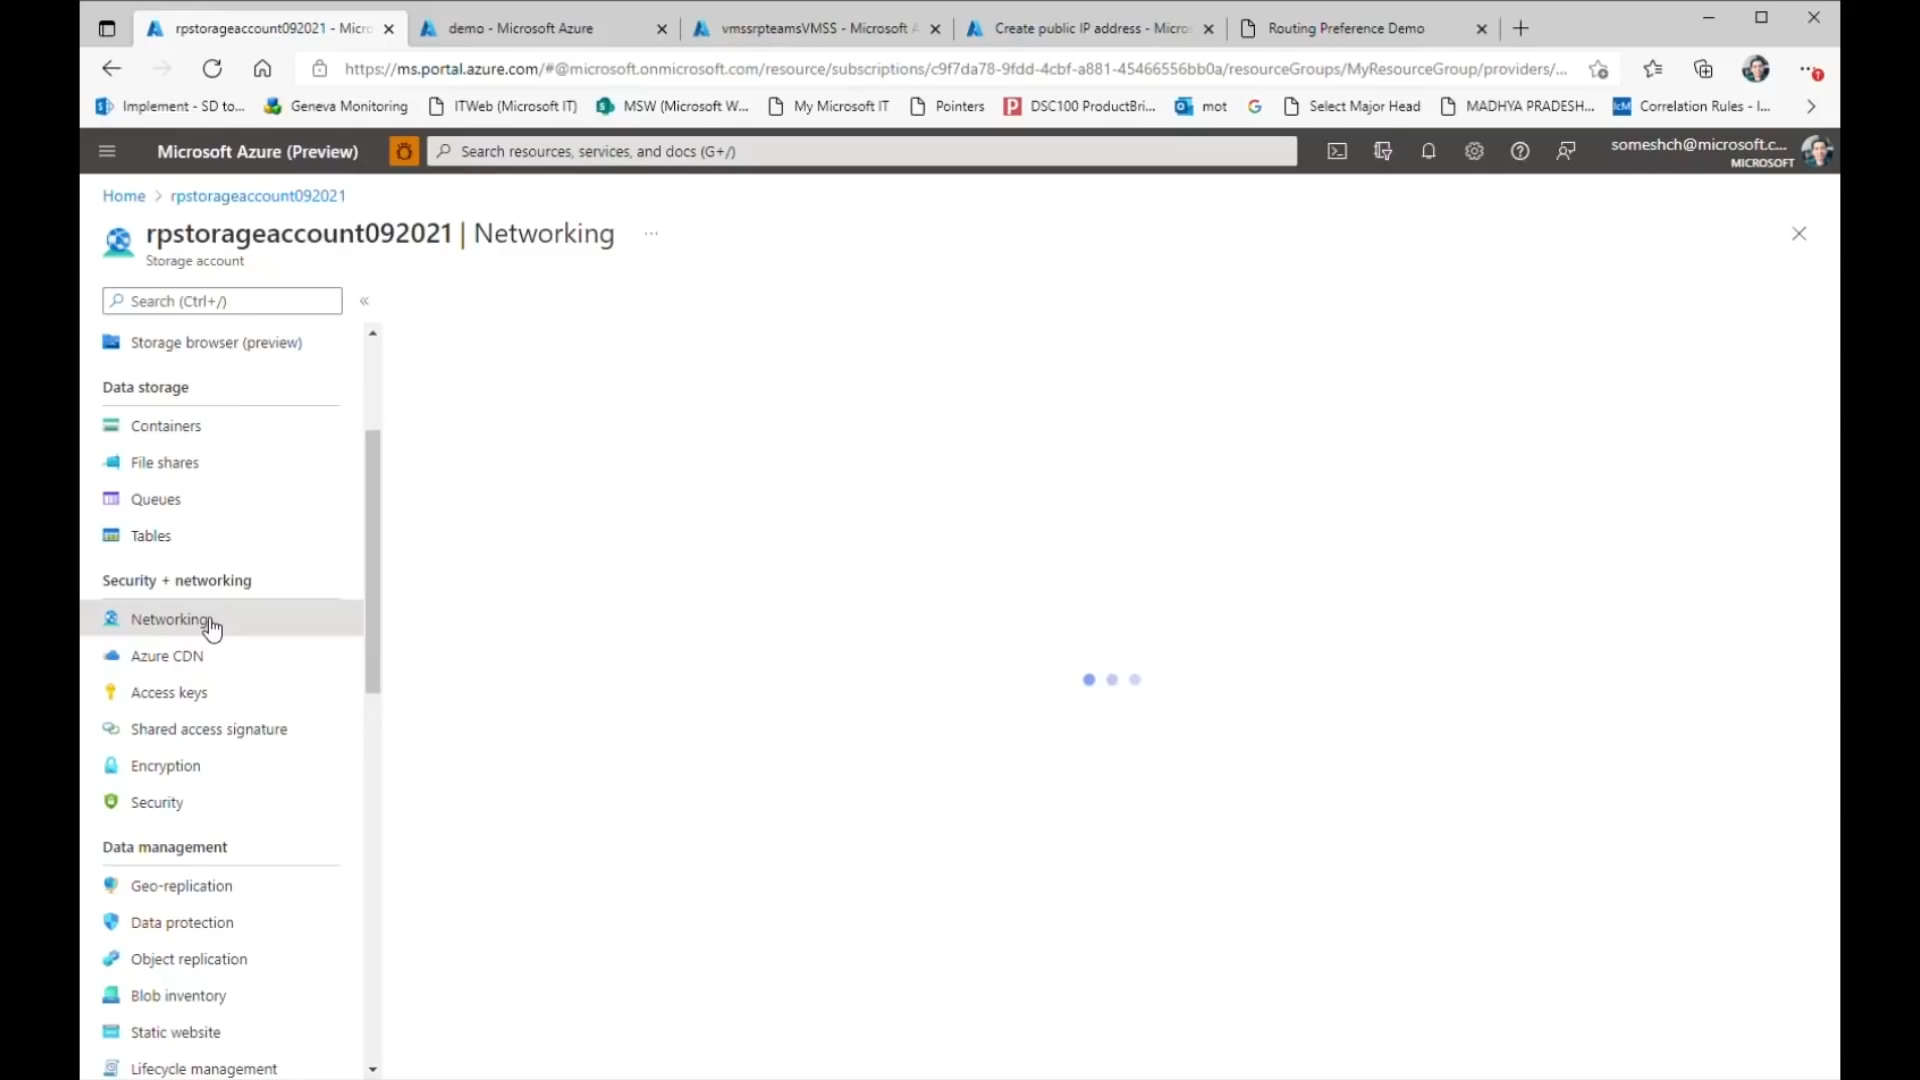 rpstorageaccount092021 - Micro
demo - Microsoft Azure
vmssrpteamsVMSS - Microsoft A
Create public IP address - Micros
Routing Preference Demo
https://ms.portal.azure.com/#@microsoft.onmicrosoft.com/resource/subscriptions/c9f7da78-9fdd-4cbf-a881-45466556bb0a/resourceGroups/MyResourceGroup/providers/...
Implement - SD to...
Geneva Monitoring
ITWeb (Microsoft IT)
MSW (Microsoft W...
My Microsoft IT
Pointers
DSC100 ProductBri...
mot
Select Major Head
MADHYA PRADESH...
Correlation Rules - I...
Microsoft Azure (Preview)
Search resources, services, and docs (G+/)
someshch@microsoft.c...
MICROSOFT
Home > rpstorageaccount092021
rpstorageaccount092021 | Networking ...
Storage account
Search (Ctrl+/)
«
Storage browser (preview)
Data storage
Containers
File shares
Queues
Tables
Security + networking
Networking
Azure CDN
Access keys
Shared access signature
Encryption
Security
Data management
Geo-replication
Data protection
Object replication
Blob inventory
Static website
Lifecycle management